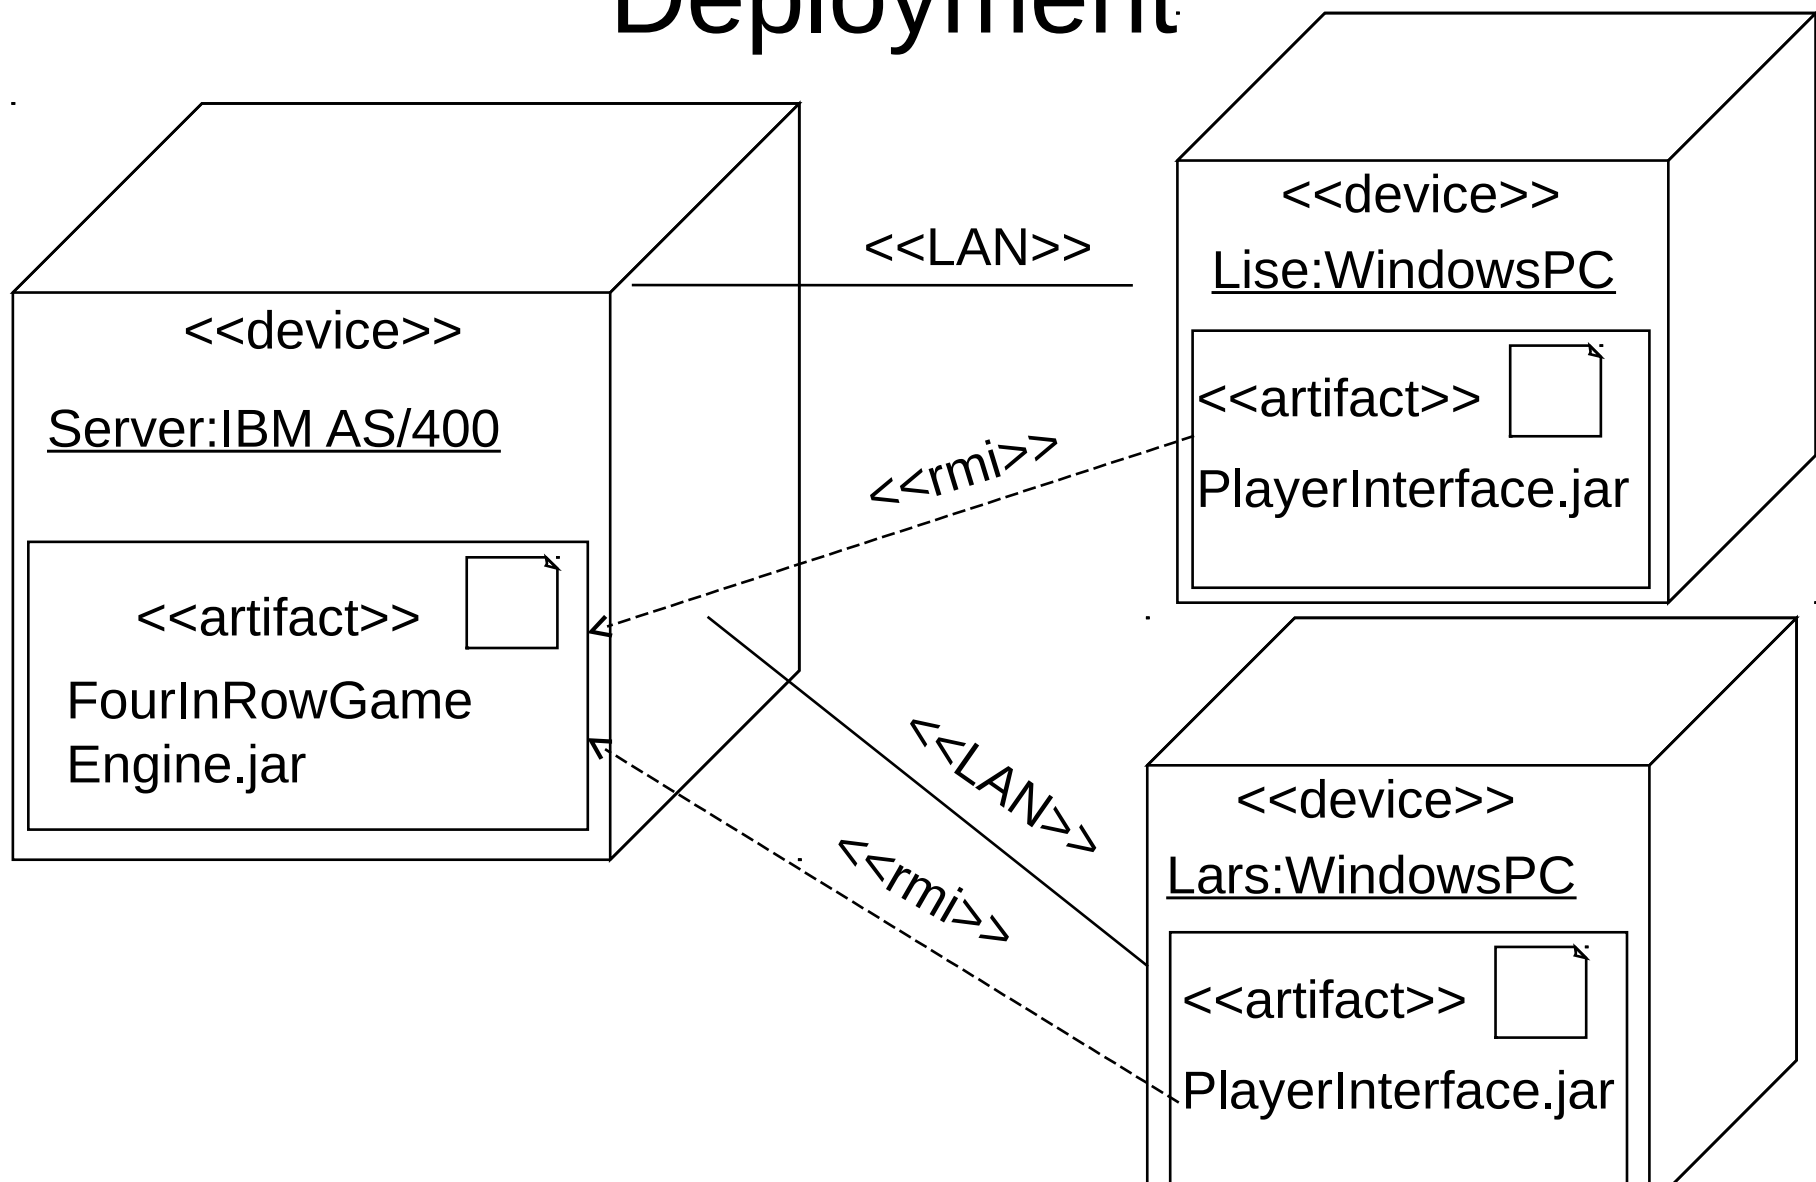 Deployment
<<device>>
Server:IBM AS/400
<<artifact>>
FourInRowGame
Engine.jar
<<LAN>>
<<rmi>>
<<LAN>>
<<rmi>>
<<device>>
Lise:WindowsPC
<<artifact>>
PlayerInterface.jar
<<device>>
Lars:WindowsPC
<<artifact>>
PlayerInterface.jar